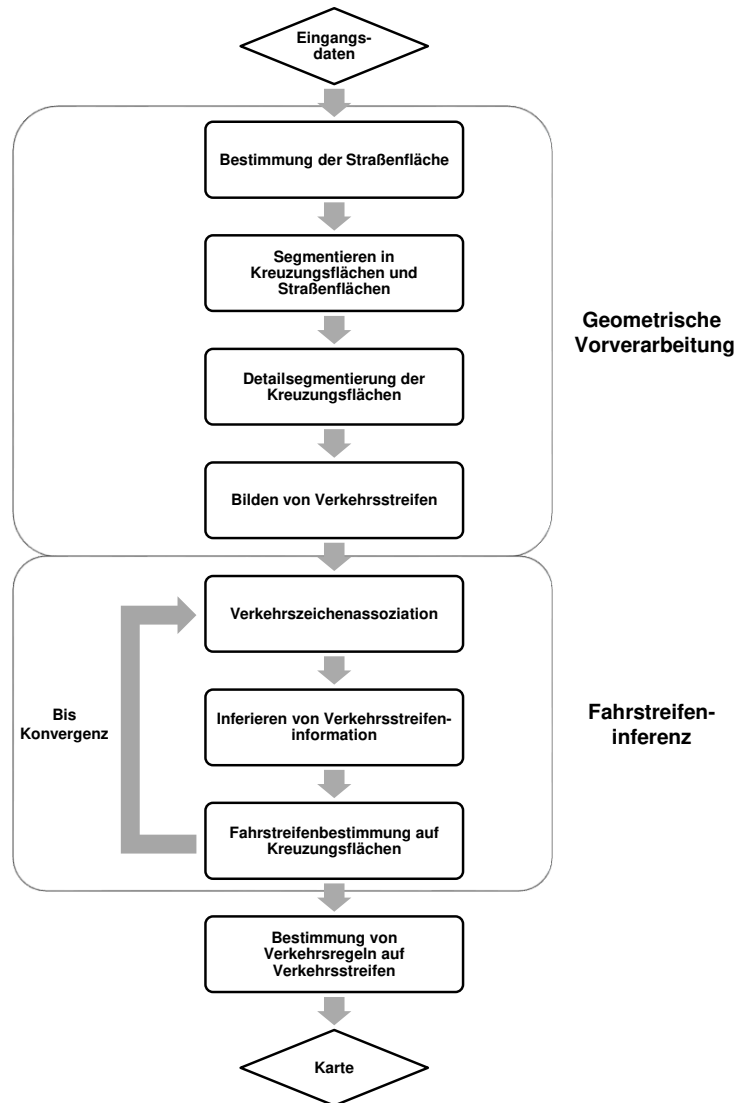 Eingangs-
daten
Bestimmung der Straßenfläche
Segmentieren in
Kreuzungsflächen und
Straßenflächen
Geometrische
Vorverarbeitung
Detailsegmentierung der
Kreuzungsflächen
Bilden von Verkehrsstreifen
Verkehrszeichenassoziation
Bis
Konvergenz
Inferieren von Verkehrsstreifen-
information
Fahrstreifen-
inferenz
Fahrstreifenbestimmung auf
Kreuzungsflächen
Bestimmung von
Verkehrsregeln auf
Verkehrsstreifen
Karte